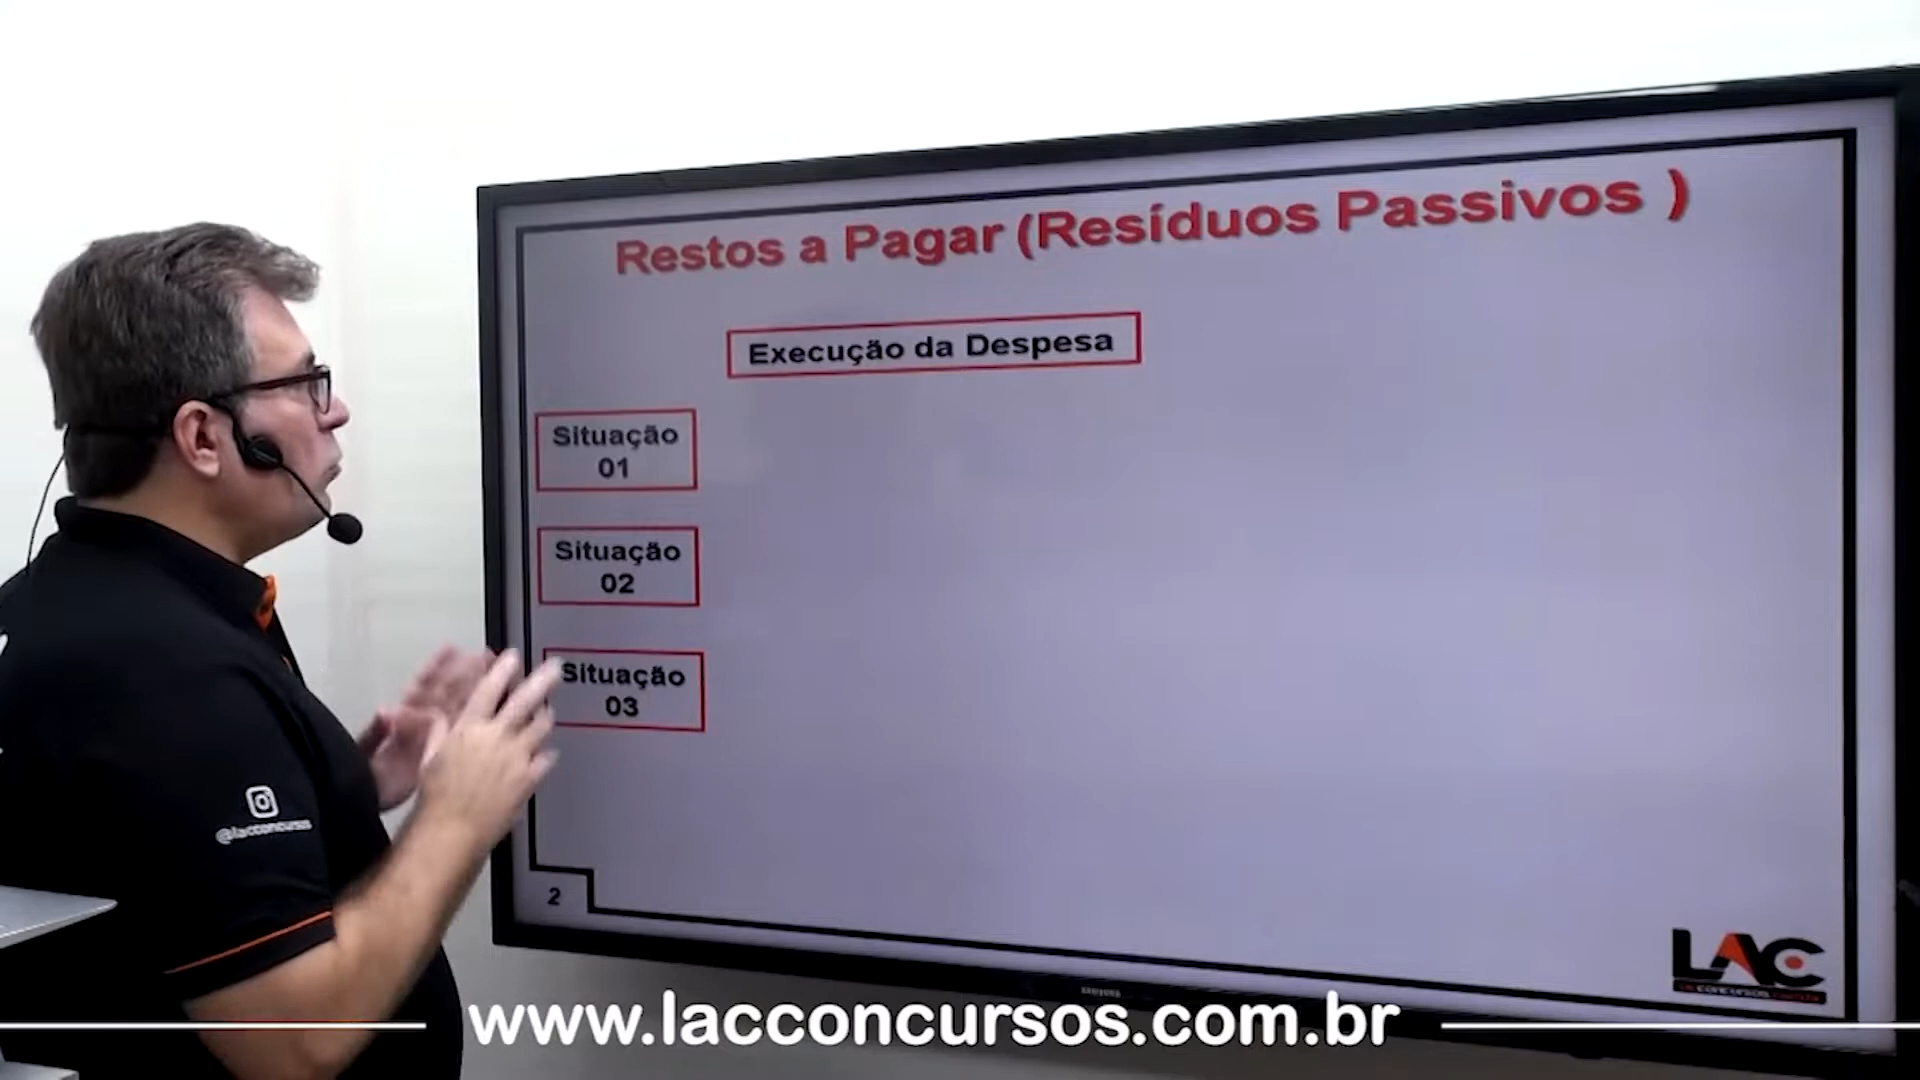 Restos a Pagar (Resíduos Passivos )
Execução da Despesa
Situação
01
Situação
02
Situação
03
2
@lacconcursos
LAC
www.lacconcursos.com.br